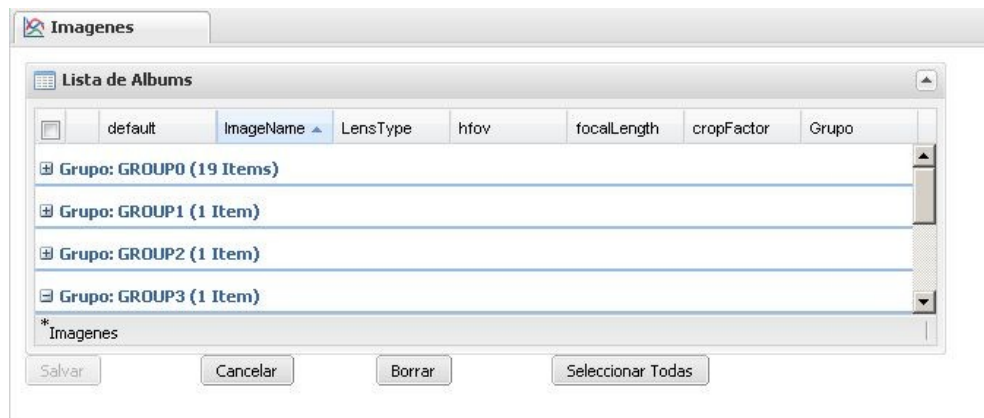 Imagenes
Lista de Albums
default ImageName LensType hfov focalLength cropFactor Grupo
Grupo: GROUP0 (19 Items)
Grupo: GROUP1 (1 Item)
Grupo: GROUP2 (1 Item)
Grupo: GROUP3 (1 Item)
*Imagenes
Salvar Cancelar Borrar Seleccionar Todas